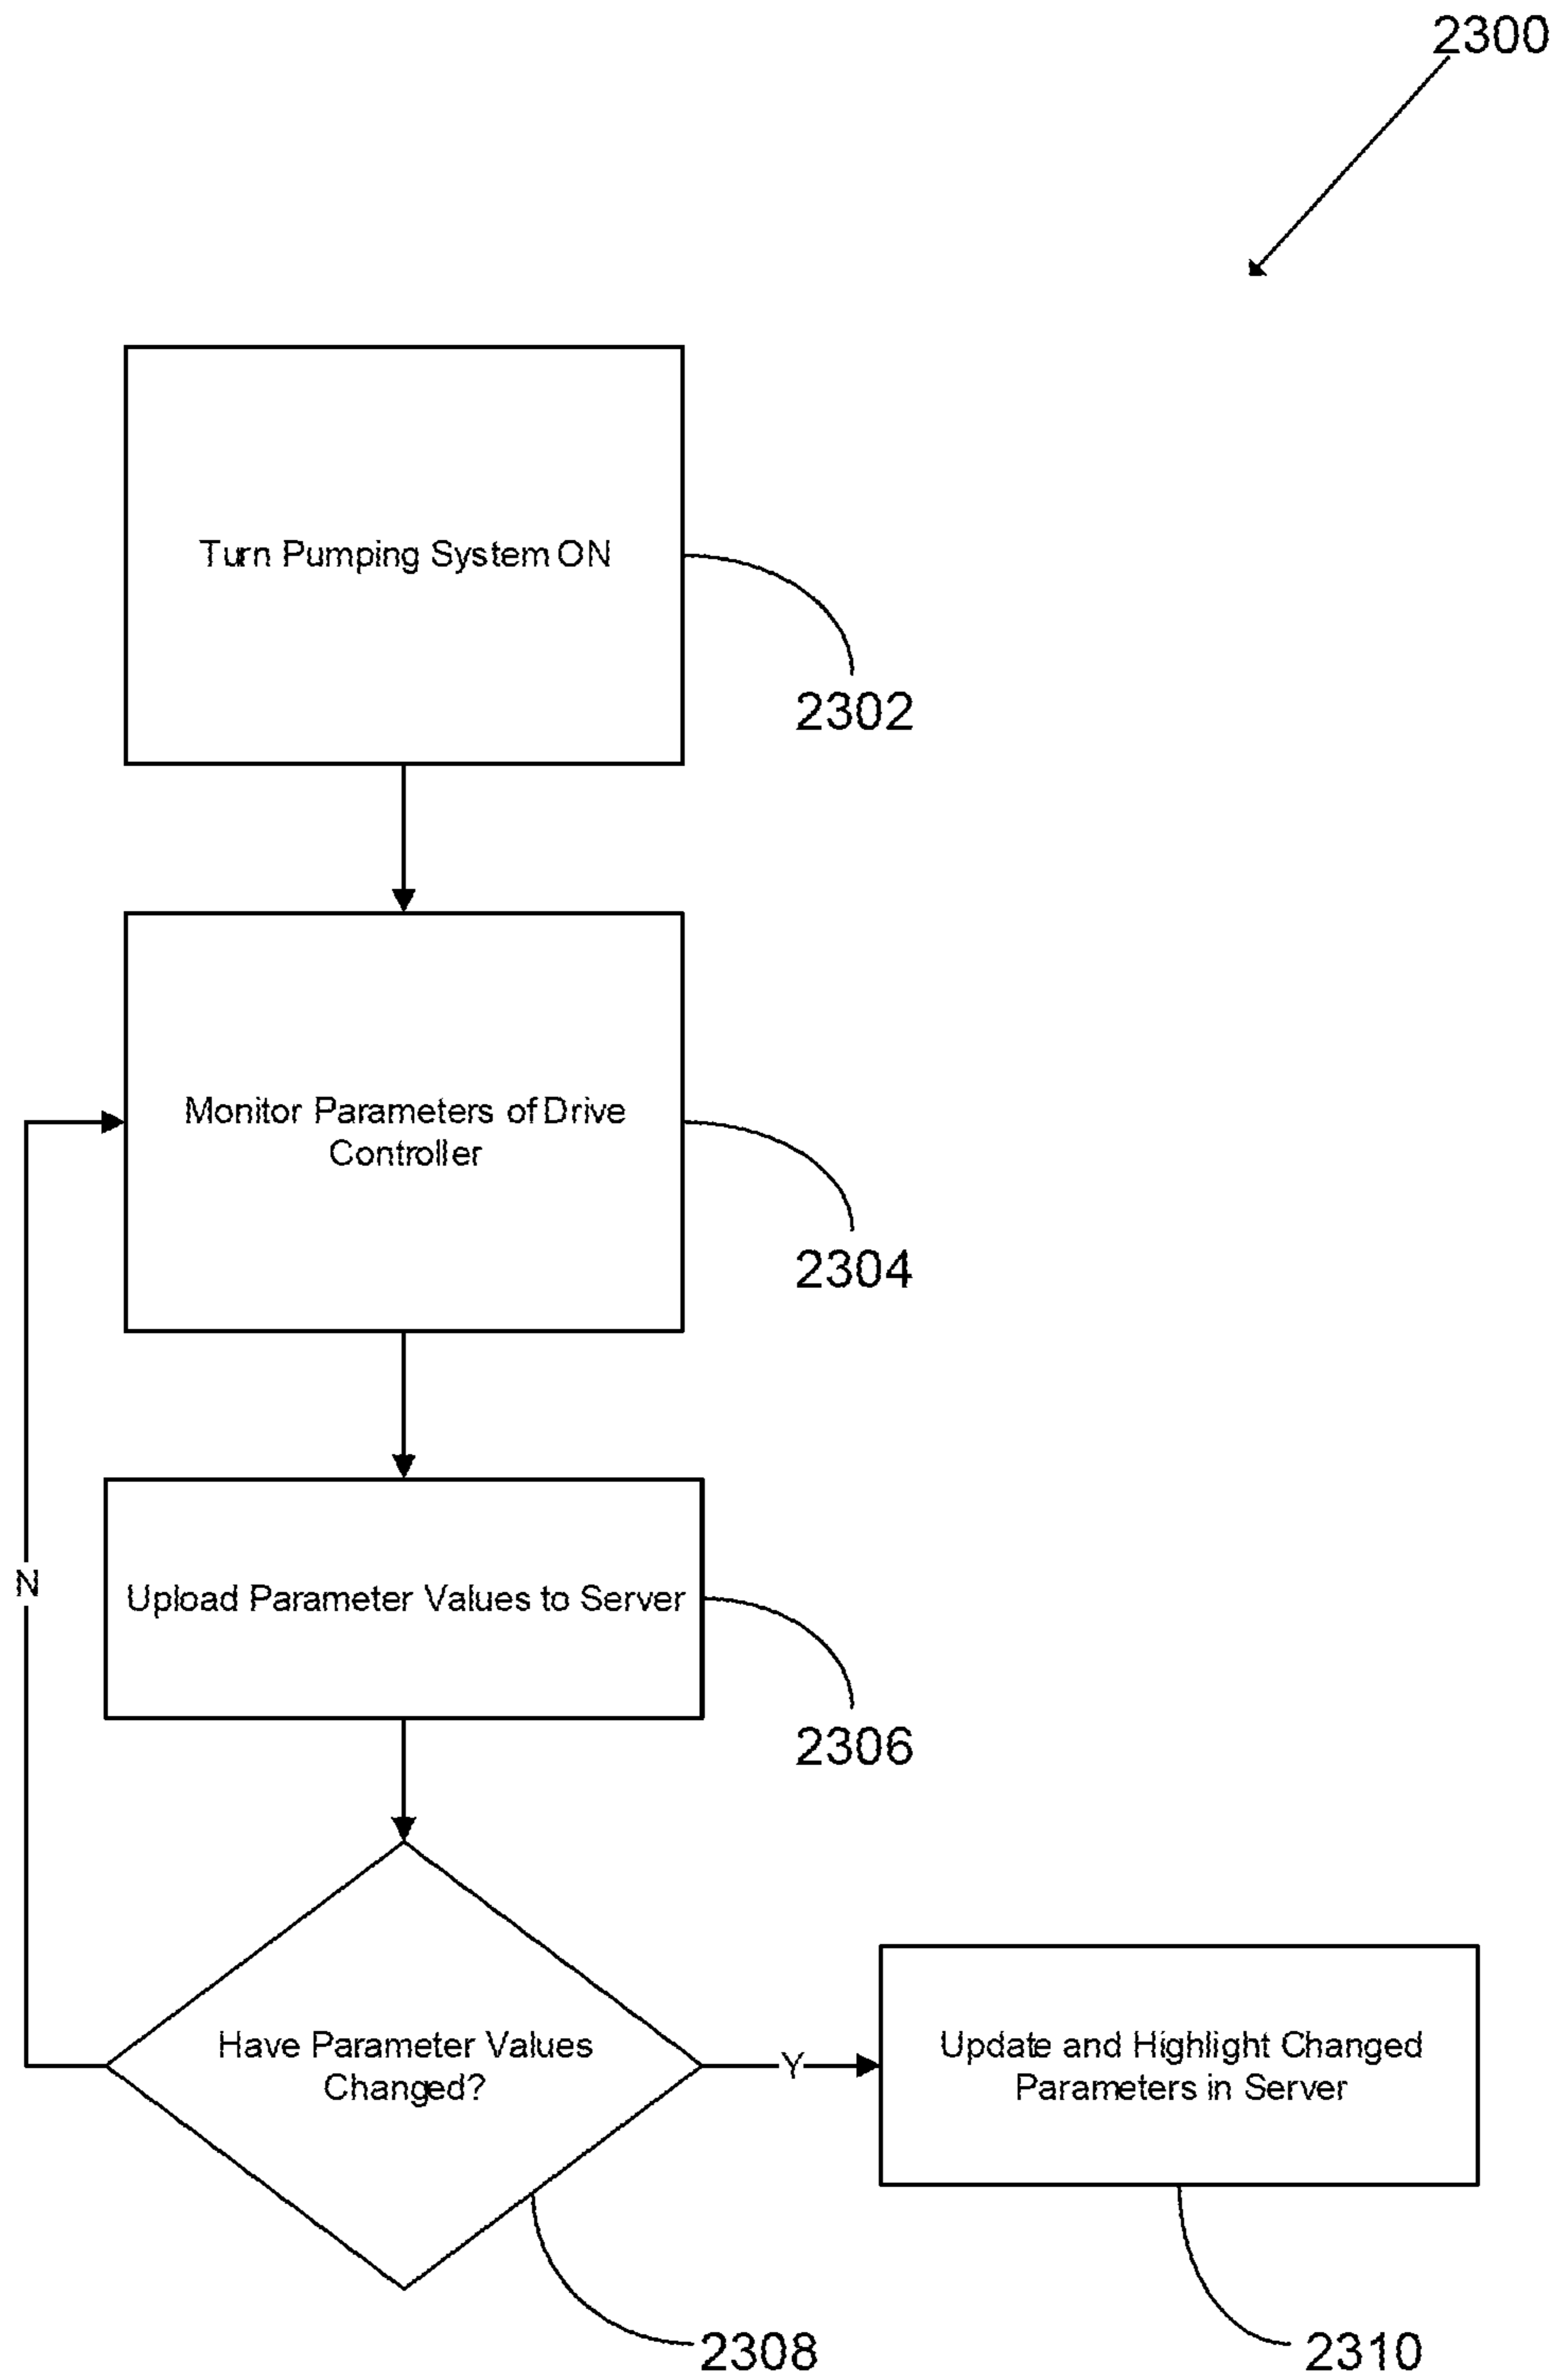 2300
Turn Pumping System ON
2302
Monitor Parameters of Drive
Controller
2304
N
Upload Parameter Values to Server
2306
Have Parameter Values
Changed?
Y
Update and Highlight Changed
Parameters in Server
2308
2310